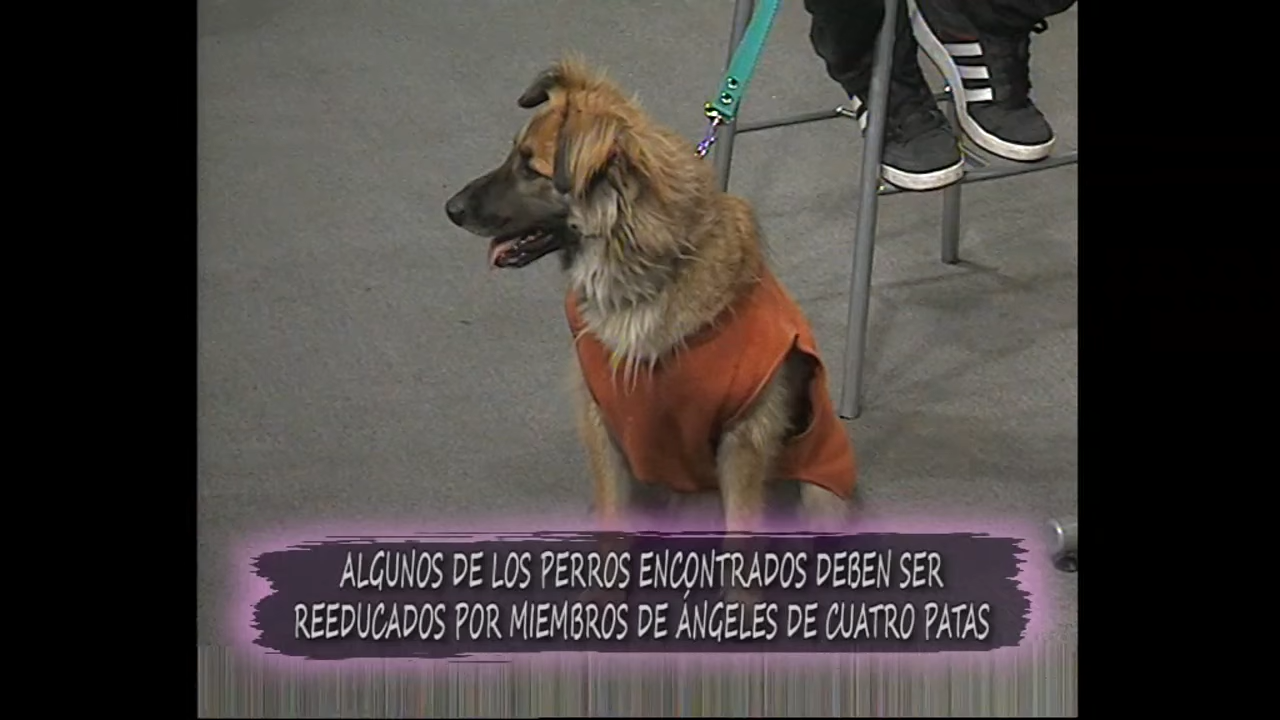 ALGUNOS DE LOS PERROS ENCONTRADOS DEBEN SER
REEDUCADOS POR MIEMBROS DE ÁNGELES DE CUATRO PATAS